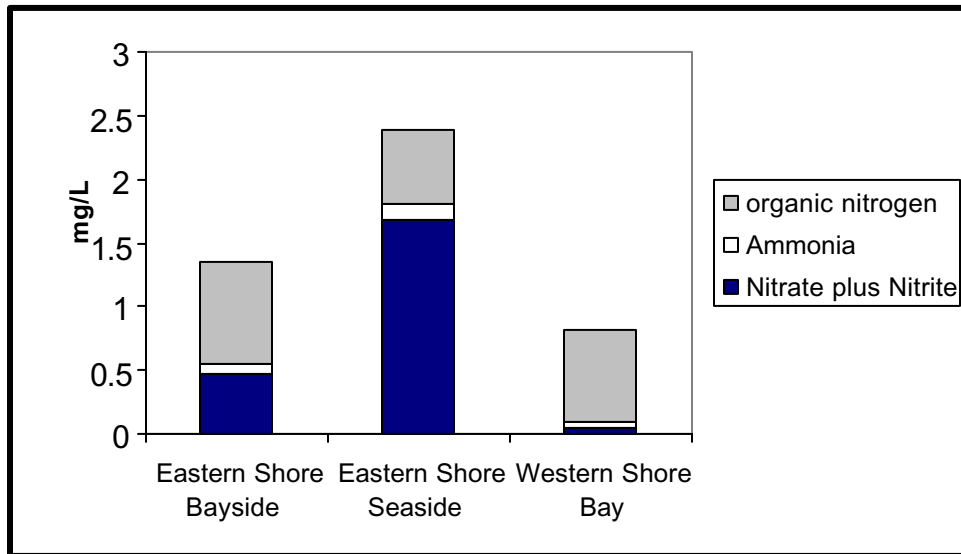 3
2.5
2
1.5
1
0.5
0
mg/L
Eastern Shore
Bayside
Eastern Shore
Seaside
Western Shore
Bay
organic nitrogen
Ammonia
Nitrate plus Nitrite